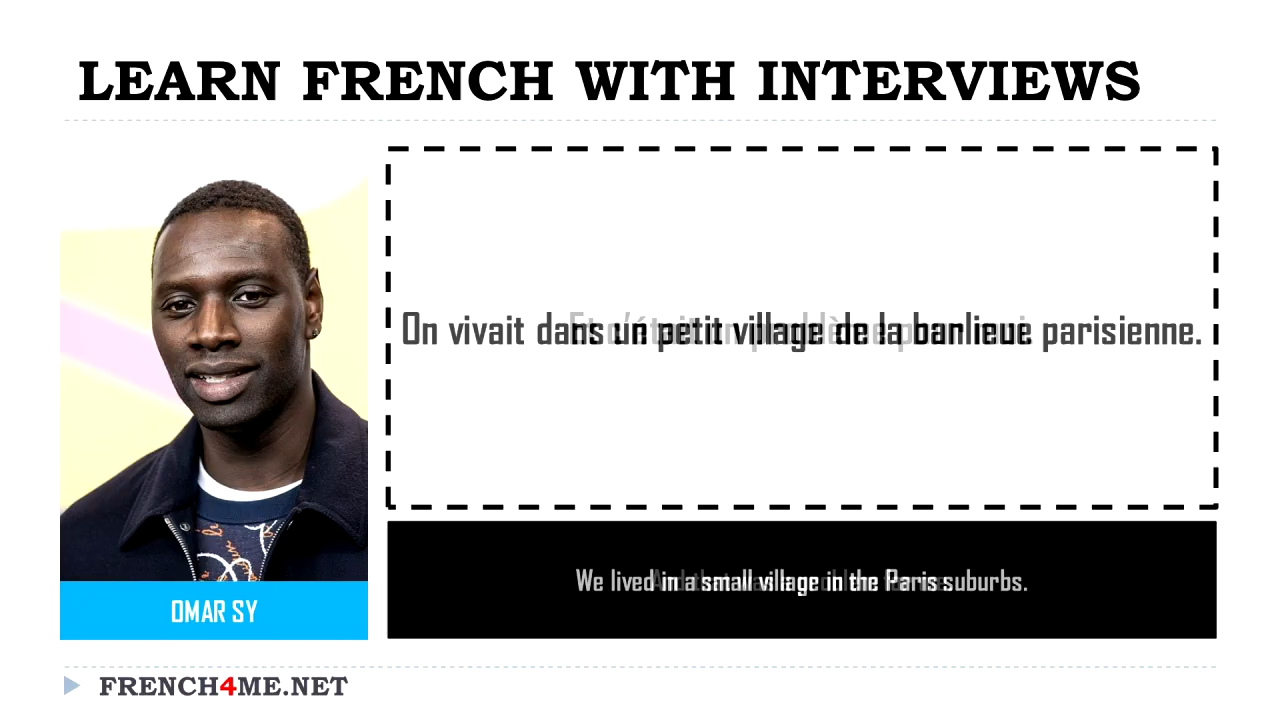 LEARN FRENCH WITH INTERVIEWS
On vivait dans un petit village de la banlieue parisienne.
We lived in a small village in the Paris suburbs.
OMAR SY
FRENCH4ME.NET